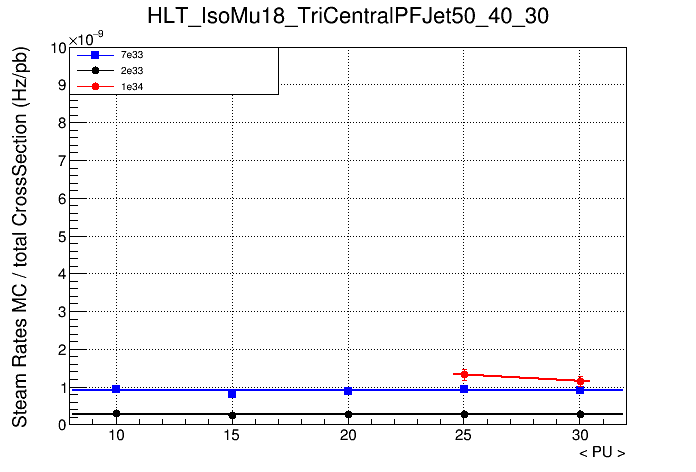 HLT_IsoMu18_TriCentralPFJet50_40_30
×10⁻⁹
10
9
8
7
6
5
4
3
2
1
0
7e33
2e33
1e34
Steam Rates MC / total CrossSection (Hz/pb)
10 15 20 25 30
< PU >